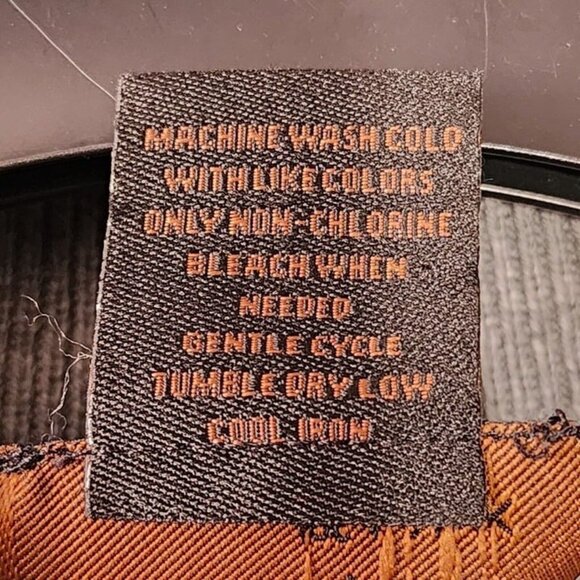 MACHINE WASH COLD
WITH LIKE COLORS
ONLY NON-CHLORINE
BLEACH WHEN
NEEDED
GENTLE CYCLE
TUMBLE DRY LOW
COOL IRON